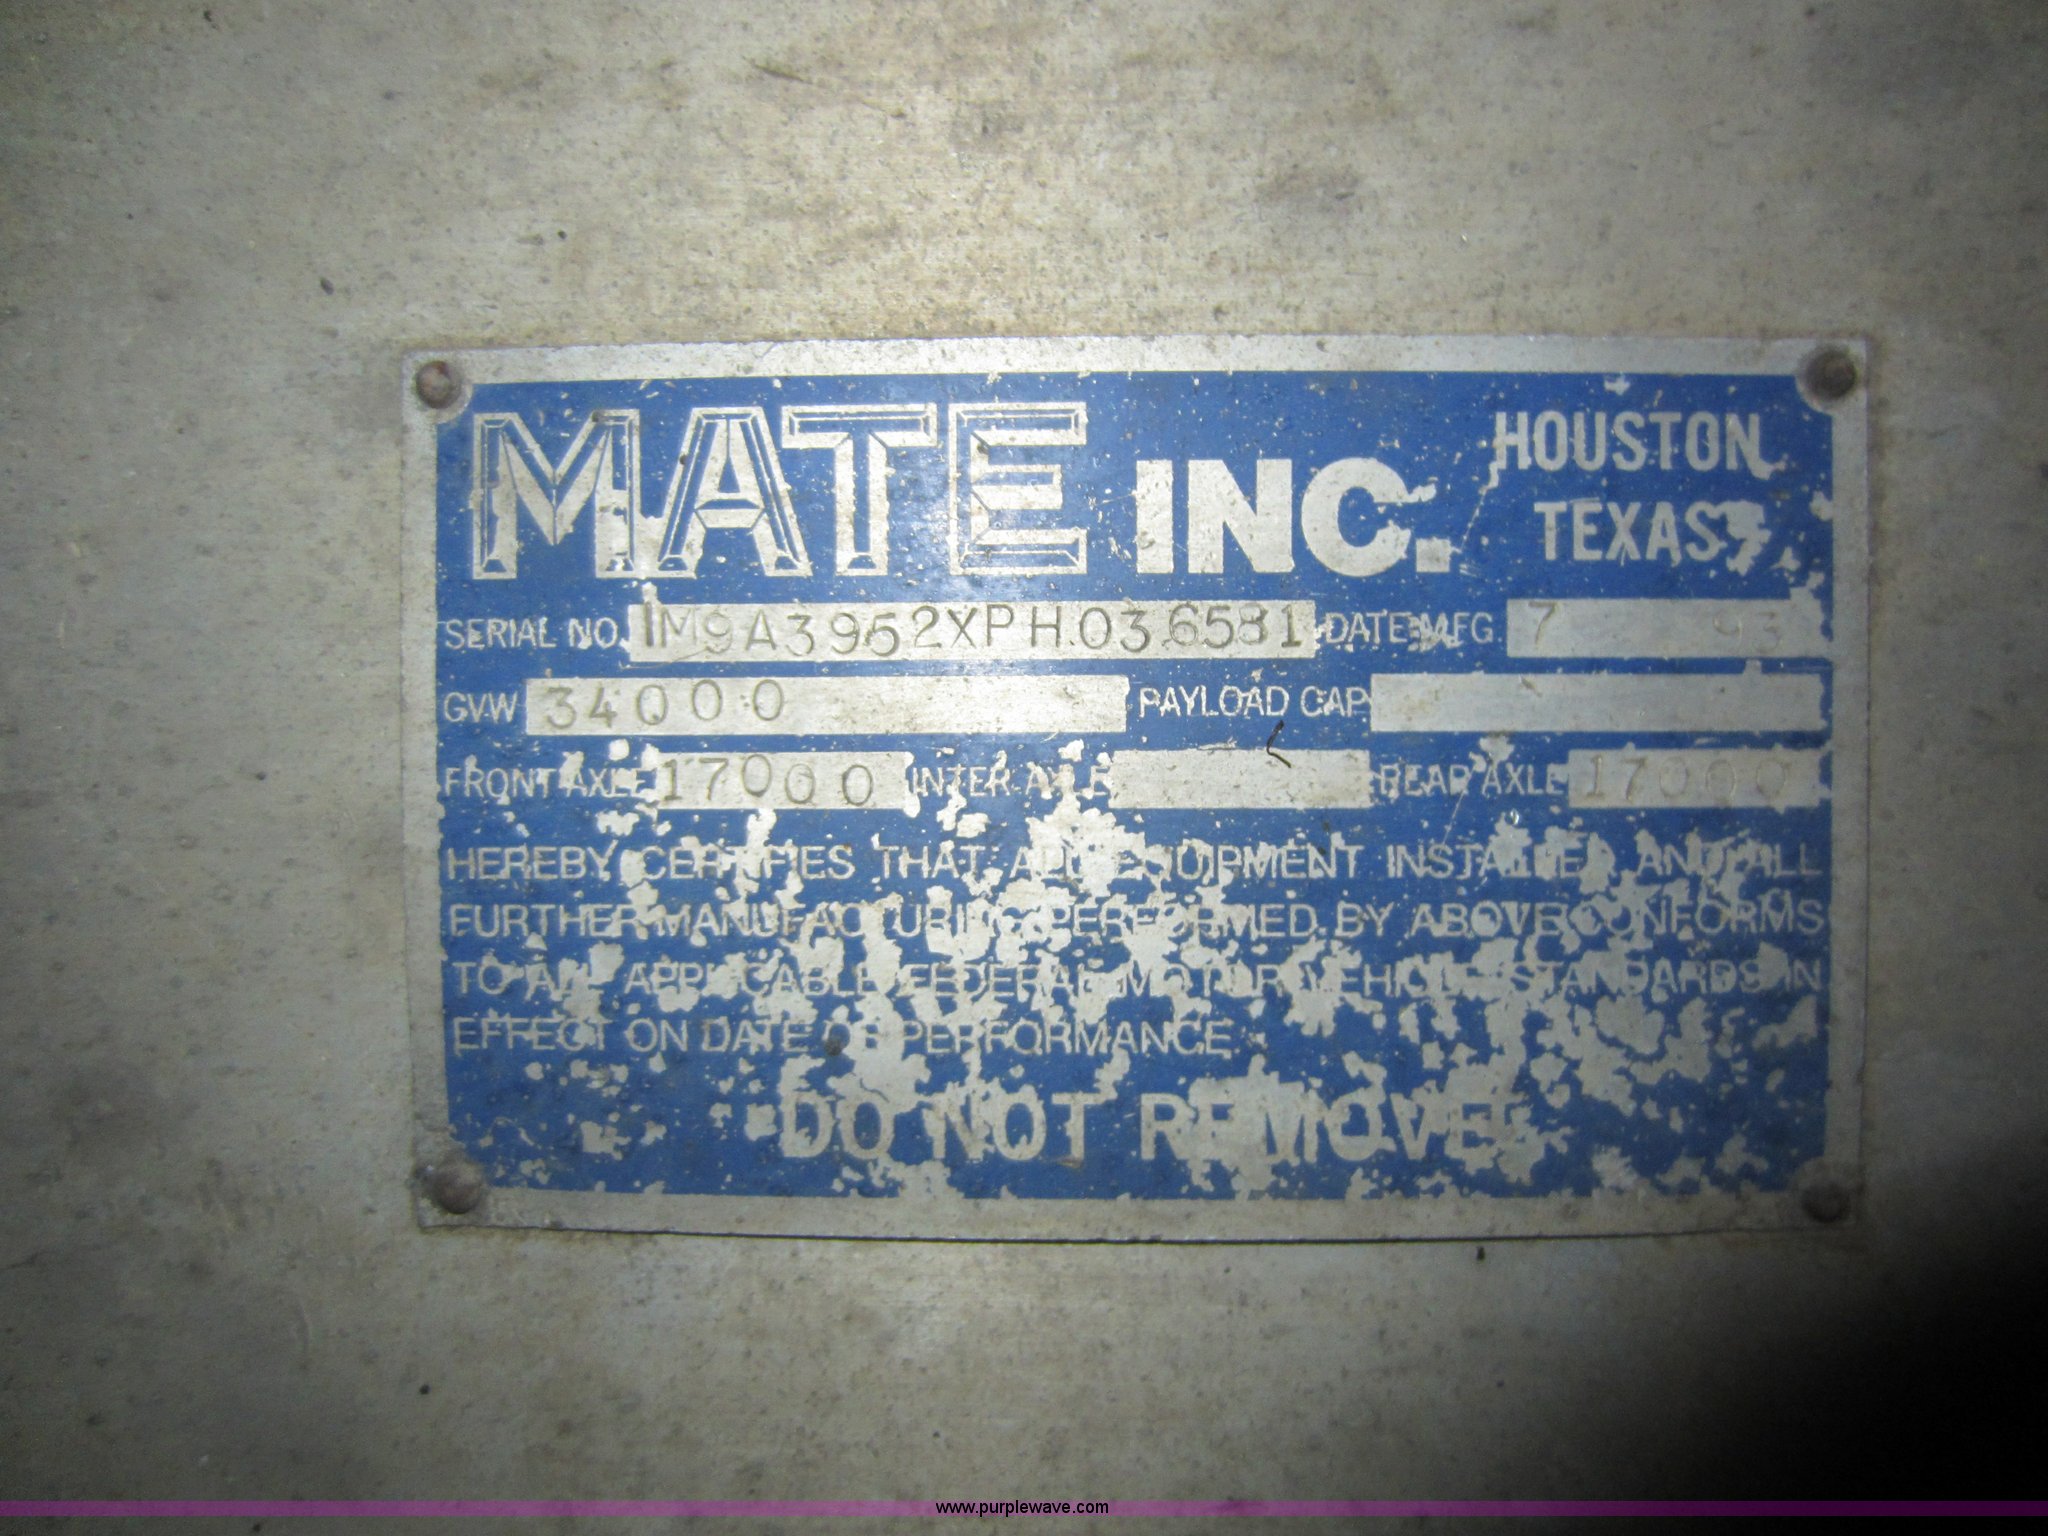 MATE INC.
HOUSTON
TEXAS
SERIAL NO. 1M9A3952XPH036581 DATE MFG. 7 93
GVW 34000 PAYLOAD CAP
FRONT AXLE 17000 INTER AXLE REAR AXLE 17000
HEREBY CERTIFIES THAT ALL EQUIPMENT INSTALLED AND ALL
FURTHER MANUFACTURING PERFORMED BY ABOVE CONFORMS
TO ALL APPLICABLE FEDERAL MOTOR VEHICLE STANDARDS IN
EFFECT ON DATE OF PERFORMANCE
DO NOT REMOVE
www.purplewave.com